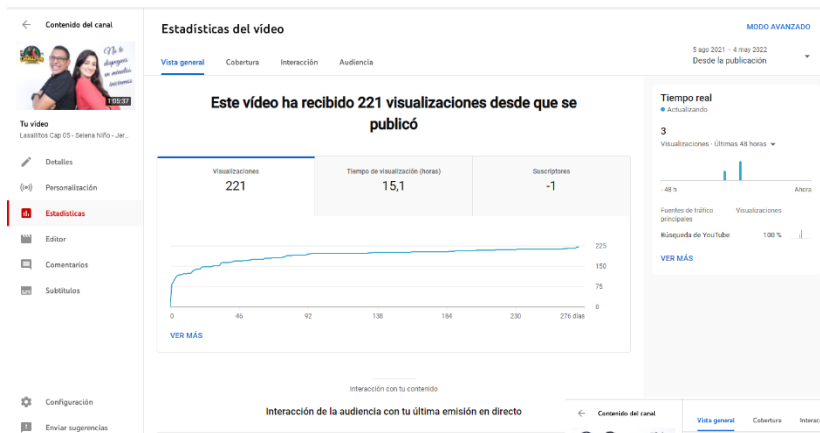 Contenido del canal
No te
1:05:37
Tu vídeo
Lasallitos Cap 05 - Selena Niño - Jer...
Detalles
Personalización
Estadísticas
Editor
Comentarios
Subtítulos
Configuración
Enviar sugerencias
Estadísticas del vídeo
MODO AVANZADO
Vista general Cobertura Interacción Audiencia
5 ago 2021 - 4 may 2022
Desde la publicación
Este vídeo ha recibido 221 visualizaciones desde que se
publicó
Visualizaciones
221
Tiempo de visualización (horas)
15,1
Suscriptores
-1
225
150
75
0
0 46 92 138 184 230 276 días
VER MÁS
Interacción con tu contenido
Interacción de la audiencia con tu última emisión en directo
Tiempo real
Actualizando
3
Visualizaciones · Últimas 48 horas
- 48 h Ahora
Fuentes de tráfico
principales
Visualizaciones
Búsqueda de YouTube 100 %
VER MÁS
Contenido del canal
Vista general Cobertura Interacc